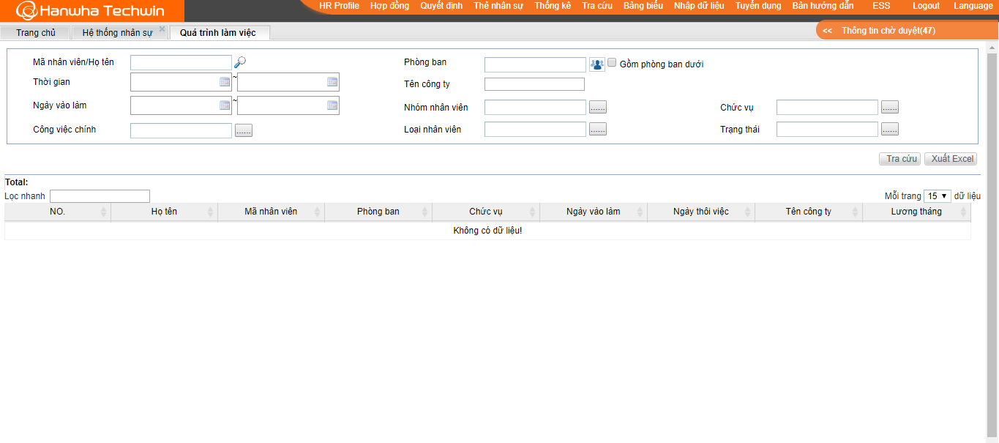 Hanwha Techwin
HR Profile Hợp đồng Quyết định Thẻ nhân sự Thống kê Tra cứu Bảng biểu Nhập dữ liệu Tuyển dụng Bản hướng dẫn ESS Logout Language
Trang chủ Hệ thống nhân sự Quá trình làm việc << Thông tin chờ duyệt(47)
Mã nhân viên/Họ tên Phòng ban Gồm phòng ban dưới
Thời gian ~ Tên công ty
Ngày vào làm ~ Nhóm nhân viên ...... Chức vụ ......
Công việc chính ...... Loại nhân viên ...... Trạng thái ......
Tra cứu Xuất Excel
Total:
Lọc nhanh Mỗi trang 15 dữ liệu
NO. Họ tên Mã nhân viên Phòng ban Chức vụ Ngày vào làm Ngày thôi việc Tên công ty Lương tháng
Không có dữ liệu!